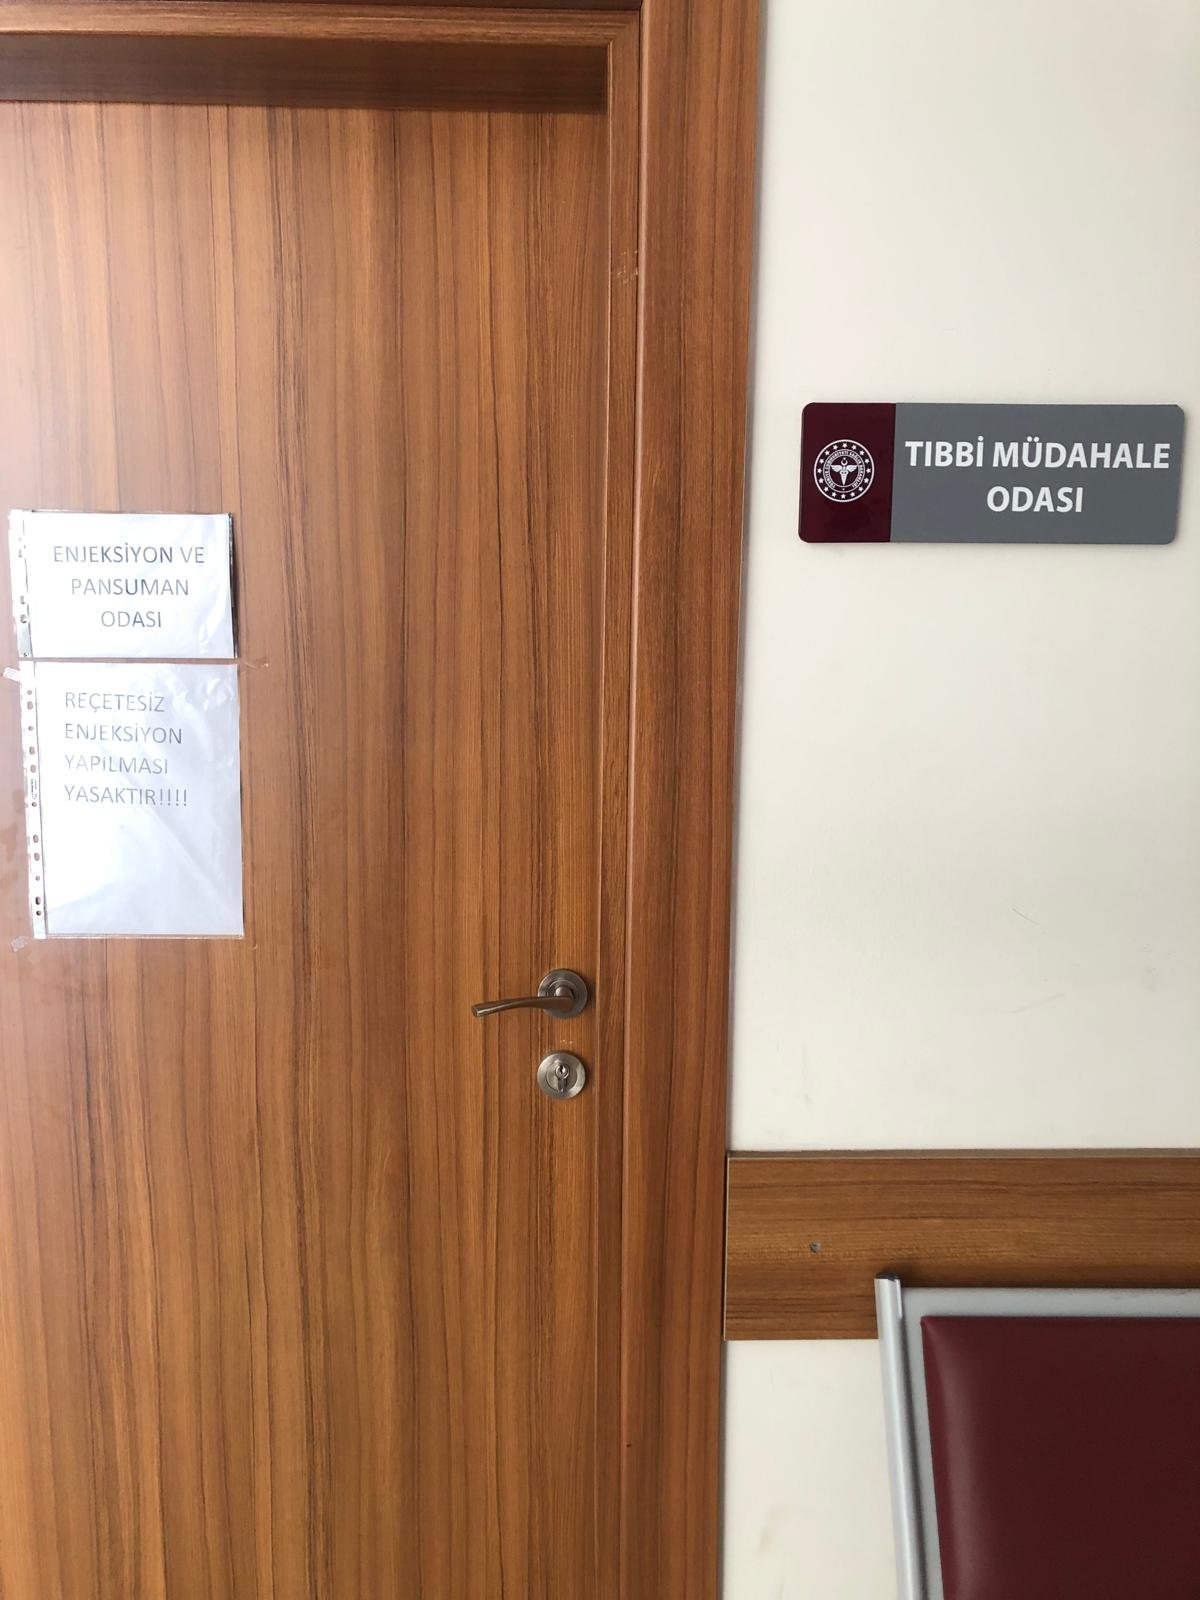 ENJEKSİYON VE
PANSUMAN
ODASI
REÇETESİZ
ENJEKSİYON
YAPILMASI
YASAKTIR!!!!
TIBBİ MÜDAHALE
ODASI